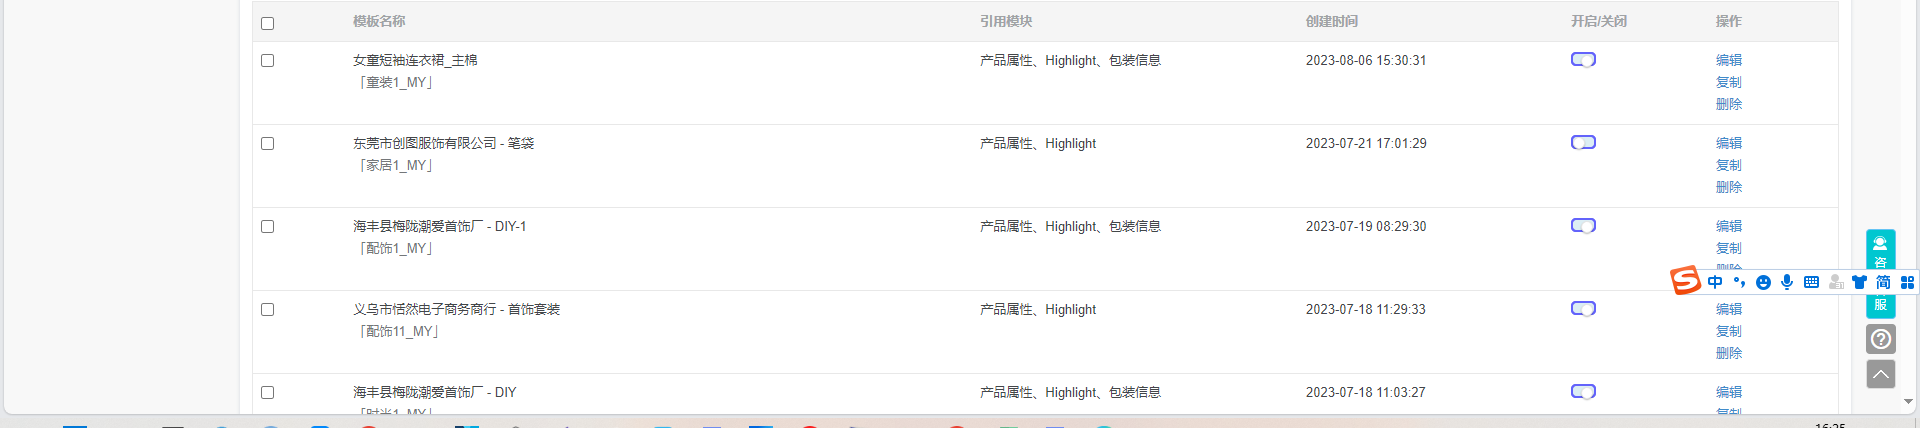 模板名称 引用模块 创建时间 开启/关闭 操作
女童短袖连衣裙_主棉 产品属性、Highlight、包装信息 2023-08-06 15:30:31 编辑
「童装1_MY」 复制
删除
东莞市创图服饰有限公司 - 笔袋 产品属性、Highlight 2023-07-21 17:01:29 编辑
「家居1_MY」 复制
删除
海丰县梅陇潮爱首饰厂 - DIY-1 产品属性、Highlight、包装信息 2023-07-19 08:29:30 编辑
「配饰1_MY」 复制
咨
中 简
服
义乌市恬然电子商务商行 - 首饰套装 产品属性、Highlight 2023-07-18 11:29:33 编辑
「配饰11_MY」 复制
删除
海丰县梅陇潮爱首饰厂 - DIY 产品属性、Highlight、包装信息 2023-07-18 11:03:27 编辑